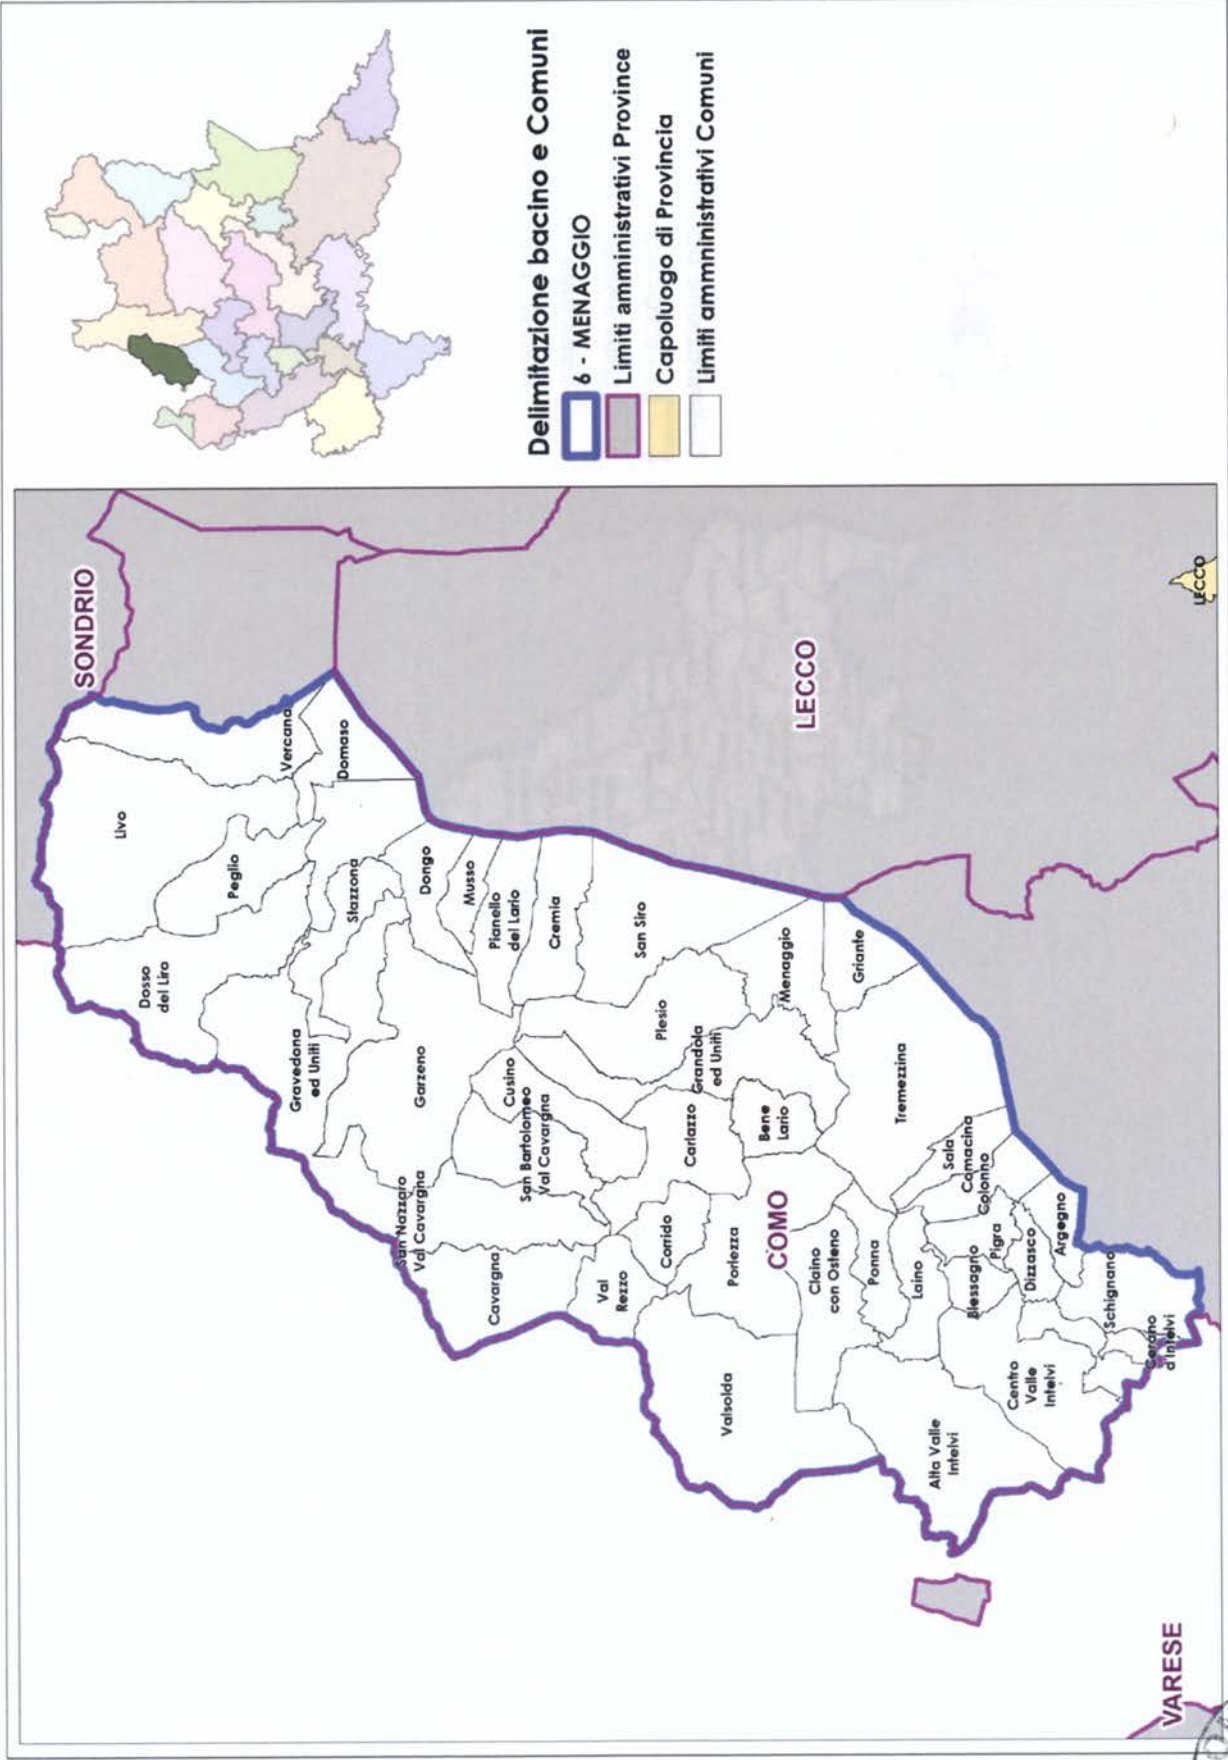 Delimitazione bacino e Comuni
6 - MENAGGIO
Limiti amministrativi Province
Capoluogo di Provincia
Limiti ammninistrativi Comuni
SONDRIO
LECCO
LECCO
COMO
VARESE
Livo
Vercana
Domaso
Peglio
Stazzona
Dosso
del Liro
Gravedona
ed Uniti
Dongo
Musso
Pianello
del Lario
Cremia
San Siro
Garzeno
Cusino
San Bartolomeo
Val Cavargna
San Nazzaro
Val Cavargna
Cavargna
Val
Rezzo
Corrido
Carlazzo
Plesio
Grandola
ed Uniti
Menaggio
Griante
Bene
Lario
Porlezza
Valsolda
Claino
con Osteno
Tremezzina
Ponna
Laino
Sala
Comacina
Colonno
Blessagno
Pigra
Dizzasco
Argegno
Alta Valle
Intelvi
Centro
Valle
Intelvi
Schignano
Cerano
d'Intelvi